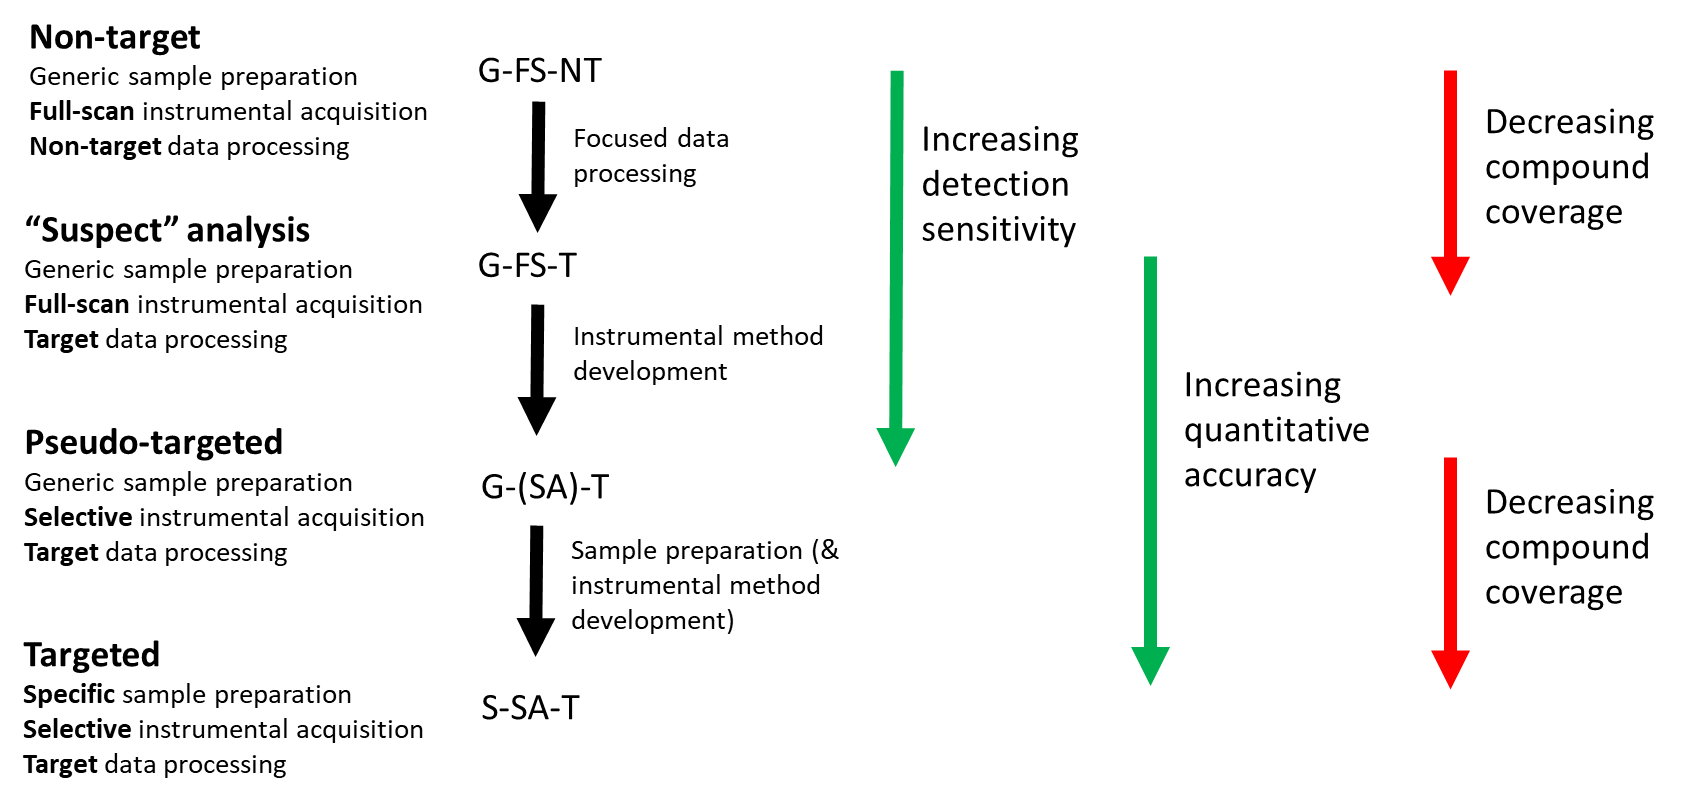 Non-target
Generic sample preparation
Full-scan instrumental acquisition
Non-target data processing
G-FS-NT
Focused data
processing
"Suspect" analysis
Generic sample preparation
Full-scan instrumental acquisition
Target data processing
G-FS-T
Instrumental method
development
Pseudo-targeted
Generic sample preparation
Selective instrumental acquisition
Target data processing
G-(SA)-T
Sample preparation (&
instrumental method
development)
Targeted
Specific sample preparation
Selective instrumental acquisition
Target data processing
S-SA-T
Increasing
detection
sensitivity
Increasing
quantitative
accuracy
Decreasing
compound
coverage
Decreasing
compound
coverage